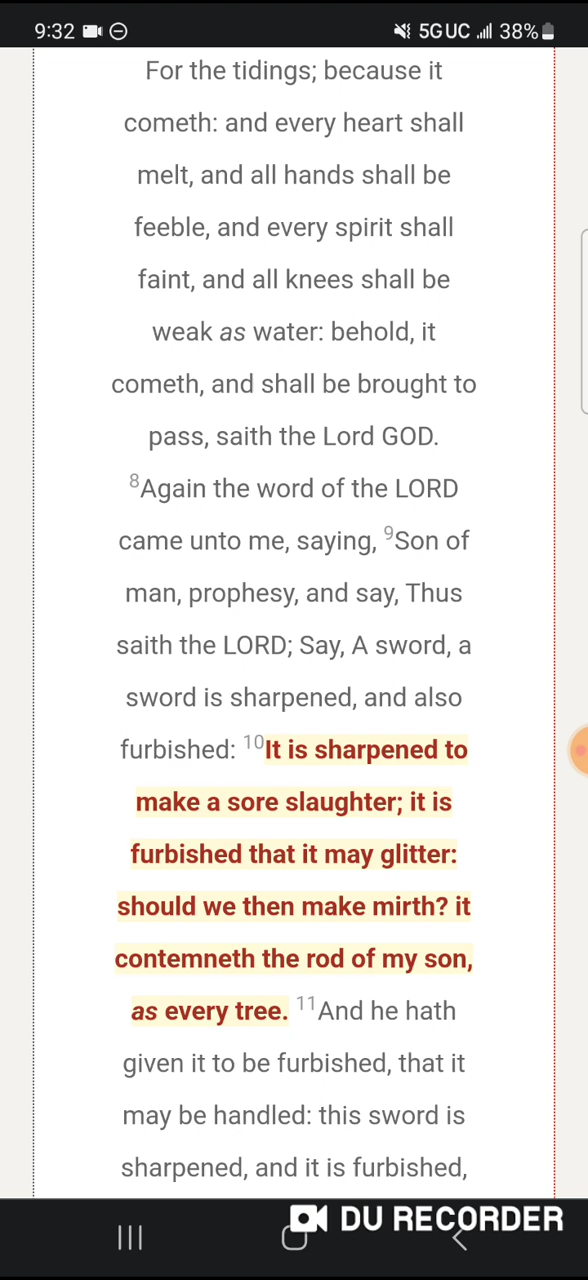 9:32 5GUC 38%
For the tidings; because it
cometh: and every heart shall
melt, and all hands shall be
feeble, and every spirit shall
faint, and all knees shall be
weak as water: behold, it
cometh, and shall be brought to
pass, saith the Lord GOD.
8Again the word of the LORD
came unto me, saying, 9Son of
man, prophesy, and say, Thus
saith the LORD; Say, A sword, a
sword is sharpened, and also
furbished: 10It is sharpened to
make a sore slaughter; it is
furbished that it may glitter:
should we then make mirth? it
contemneth the rod of my son,
as every tree. 11And he hath
given it to be furbished, that it
may be handled: this sword is
sharpened, and it is furbished,
DU RECORDER